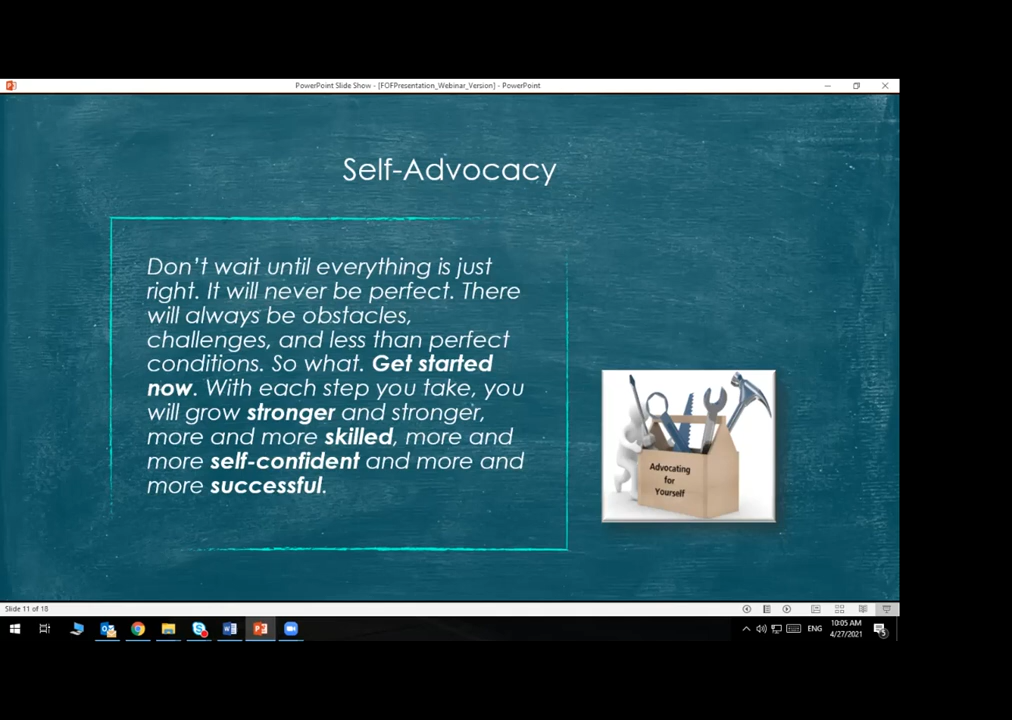 PowerPoint Slide Show - [FOFPresentation_Webinar_Version] - PowerPoint
Self-Advocacy
Don't wait until everything is just
right. It will never be perfect. There
will always be obstacles,
challenges, and less than perfect
conditions. So what. Get started
now. With each step you take, you
will grow stronger and stronger,
more and more skilled, more and
more self-confident and more and
more successful.
Advocating
for
Yourself
Slide 11 of 18
ENG
10:05 AM
4/27/2021
5